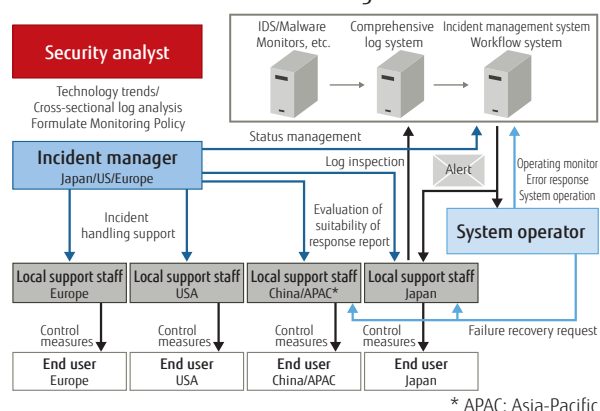 IDS/Malware
Monitors, etc.
Comprehensive
log system
Incident management system
Workflow system
Security analyst
Technology trends/
Cross-sectional log analysis
Formulate Monitoring Policy
Status management
Incident manager
Japan/US/Europe
Log inspection
Alert
Operating monitor
Error response
System operation
Incident
handling support
Evaluation of
suitability of
response report
System operator
Local support staff
Europe
Local support staff
USA
Local support staff
China/APAC*
Local support staff
Japan
Control
measures
Control
measures
Control
measures
Control
measures
Failure recovery request
End user
Europe
End user
USA
End user
China/APAC
End user
Japan
* APAC: Asia-Pacific